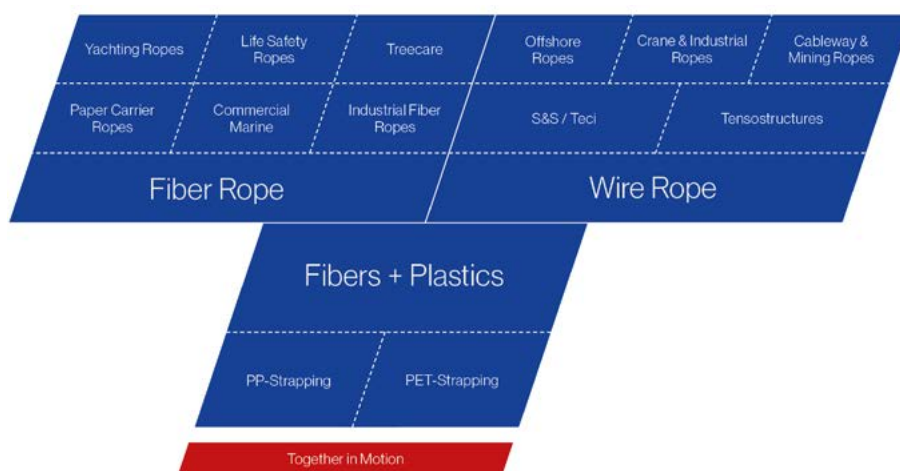 Yachting Ropes
Life Safety
Ropes
Treecare
Offshore
Ropes
Crane & Industrial
Ropes
Cableway &
Mining Ropes
Paper Carrier
Ropes
Commercial
Marine
Industrial Fiber
Ropes
S&S / Teci
Tensostructures
Fiber Rope
Wire Rope
Fibers + Plastics
PP-Strapping
PET-Strapping
Together in Motion